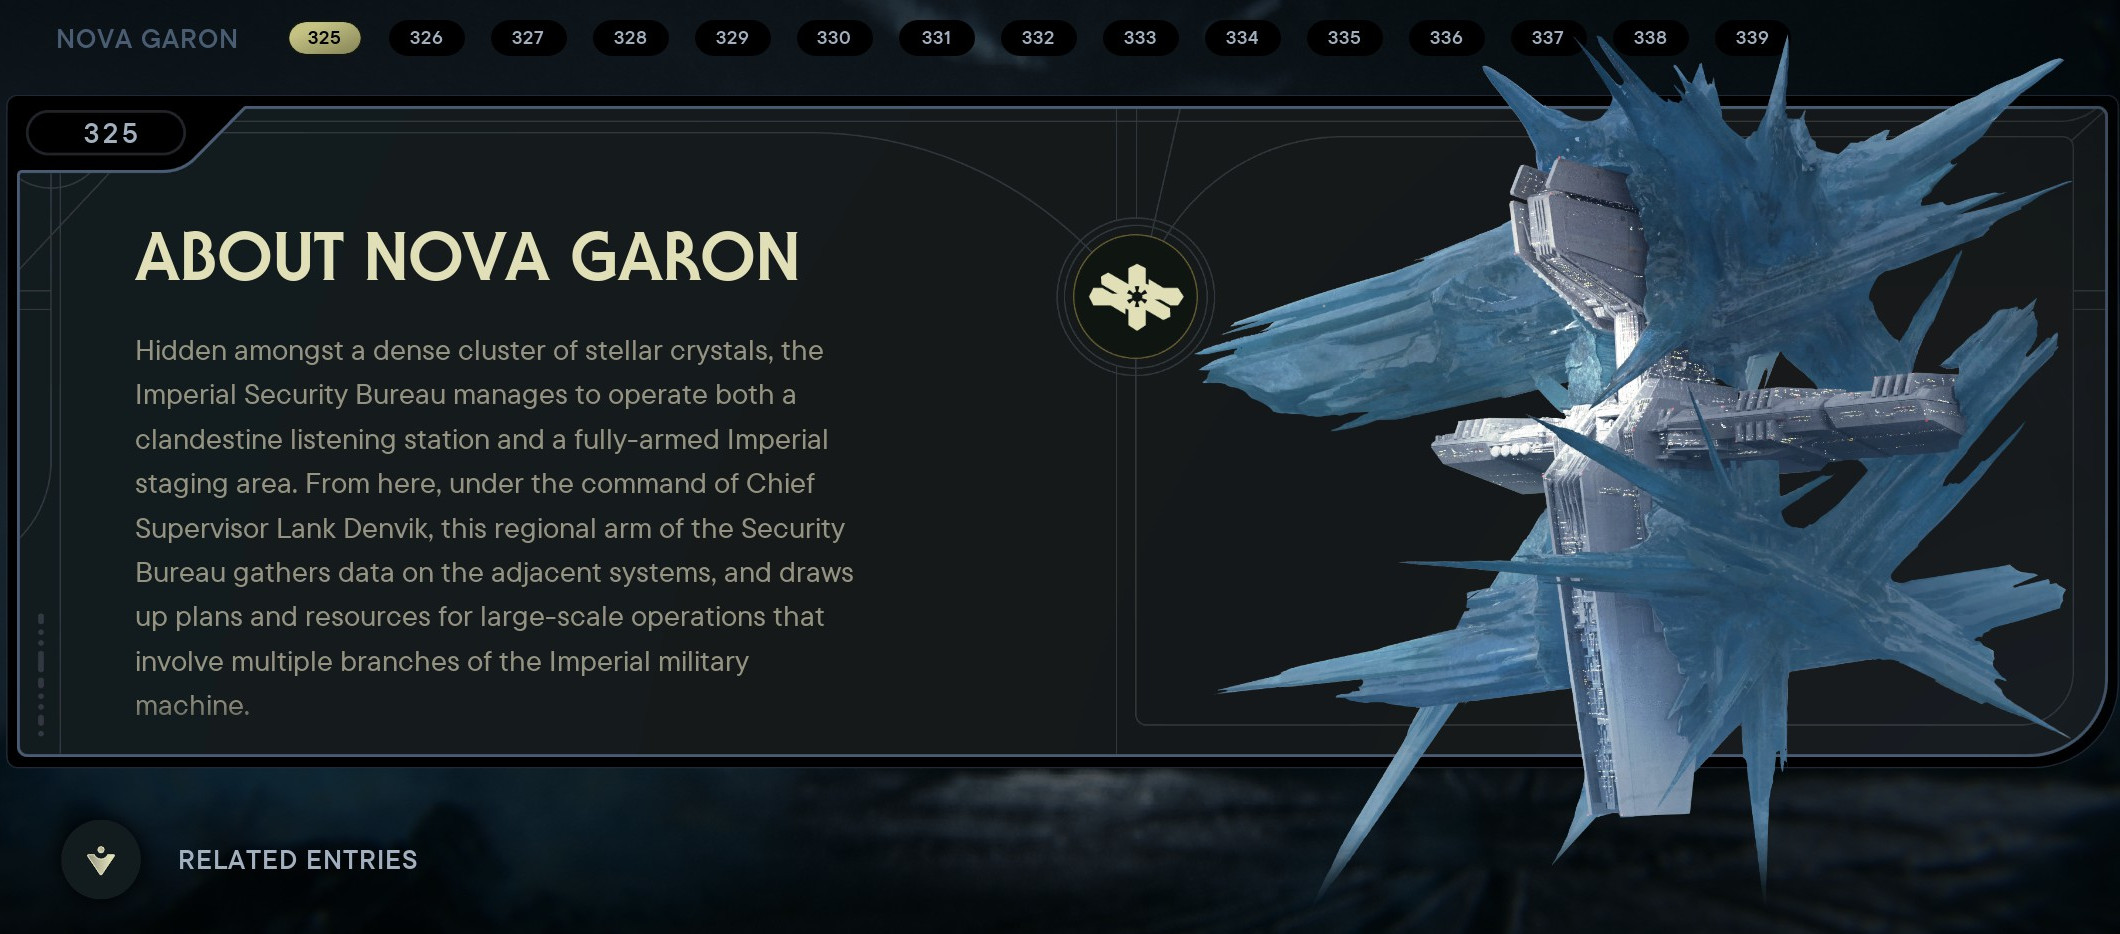 NOVA GARON 325 326 327 328 329 330 331 332 333 334 335 336 337 338 339
325
ABOUT NOVA GARON
Hidden amongst a dense cluster of stellar crystals, the
Imperial Security Bureau manages to operate both a
clandestine listening station and a fully-armed Imperial
staging area. From here, under the command of Chief
Supervisor Lank Denvik, this regional arm of the Security
Bureau gathers data on the adjacent systems, and draws
up plans and resources for large-scale operations that
involve multiple branches of the Imperial military
machine.
RELATED ENTRIES